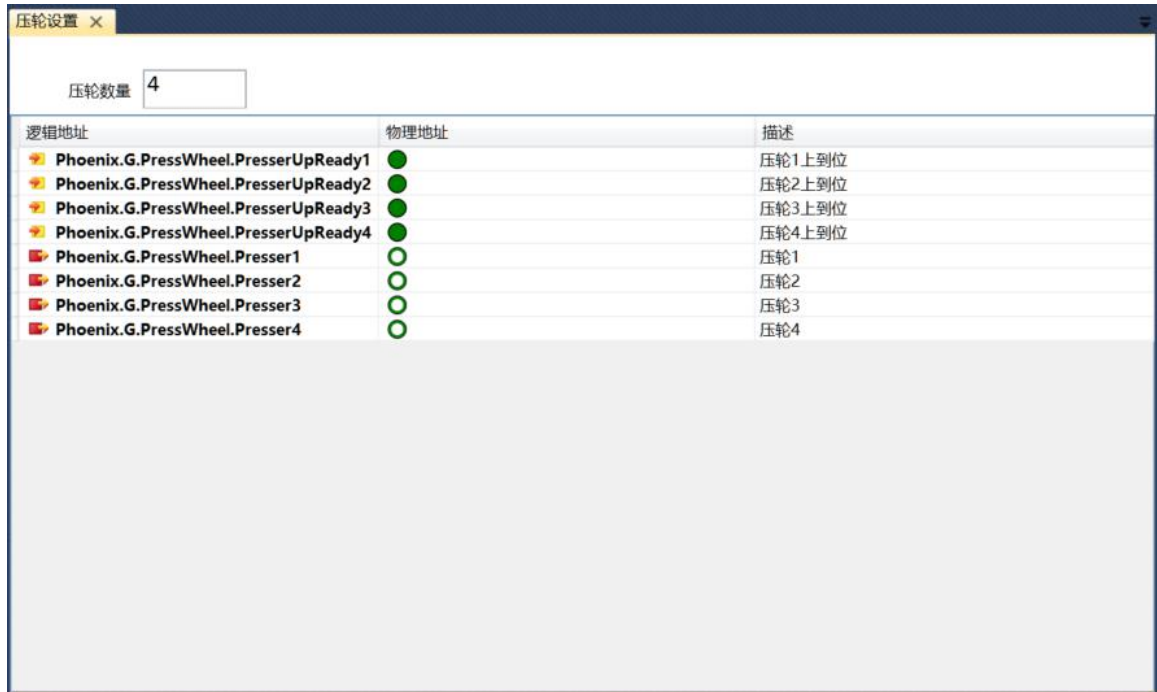 压轮设置
压轮数量 4
逻辑地址 物理地址 描述
Phoenix.G.PressWheel.PresserUpReady1 压轮1上到位
Phoenix.G.PressWheel.PresserUpReady2 压轮2上到位
Phoenix.G.PressWheel.PresserUpReady3 压轮3上到位
Phoenix.G.PressWheel.PresserUpReady4 压轮4上到位
Phoenix.G.PressWheel.Presser1 压轮1
Phoenix.G.PressWheel.Presser2 压轮2
Phoenix.G.PressWheel.Presser3 压轮3
Phoenix.G.PressWheel.Presser4 压轮4